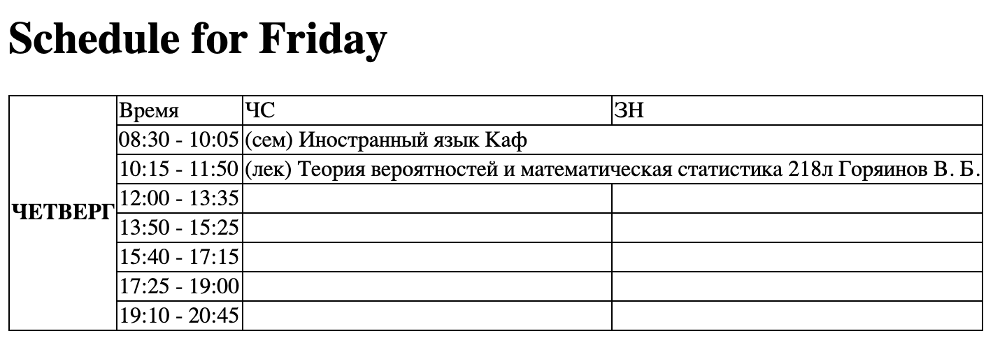 Schedule for Friday
Время ЧС ЗН
08:30 - 10:05 (сем) Иностранный язык Каф
10:15 - 11:50 (лек) Теория вероятностей и математическая статистика 218л Горяинов В. Б.
ЧЕТВЕРГ
12:00 - 13:35
13:50 - 15:25
15:40 - 17:15
17:25 - 19:00
19:10 - 20:45